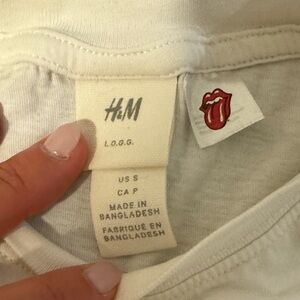 H&M
L.O.G.G.
US S
CA P
MADE IN
BANGLADESH
FABRIQUÉ EN
BANGLADESH